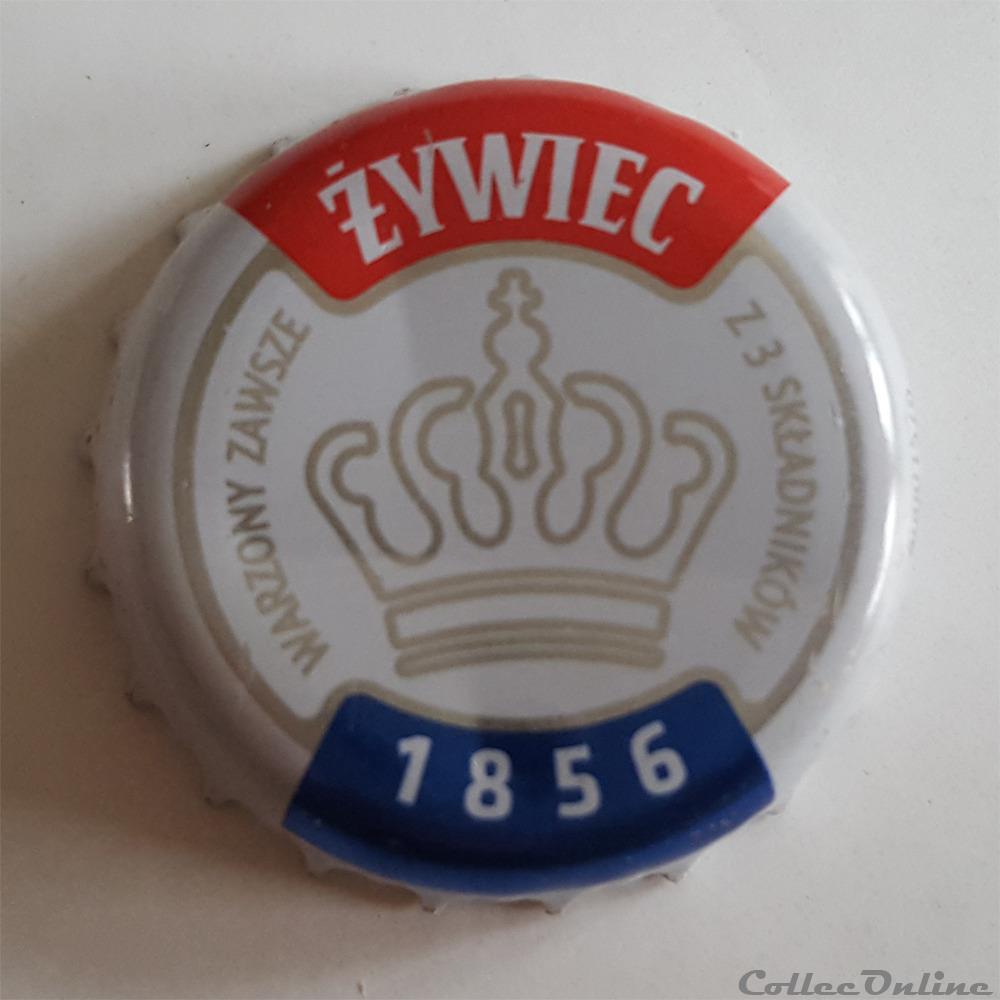 ŻYWIEC
WARZONY ZAWSZE
Z 3 SKŁADNIKÓW
1856
CollecOnline